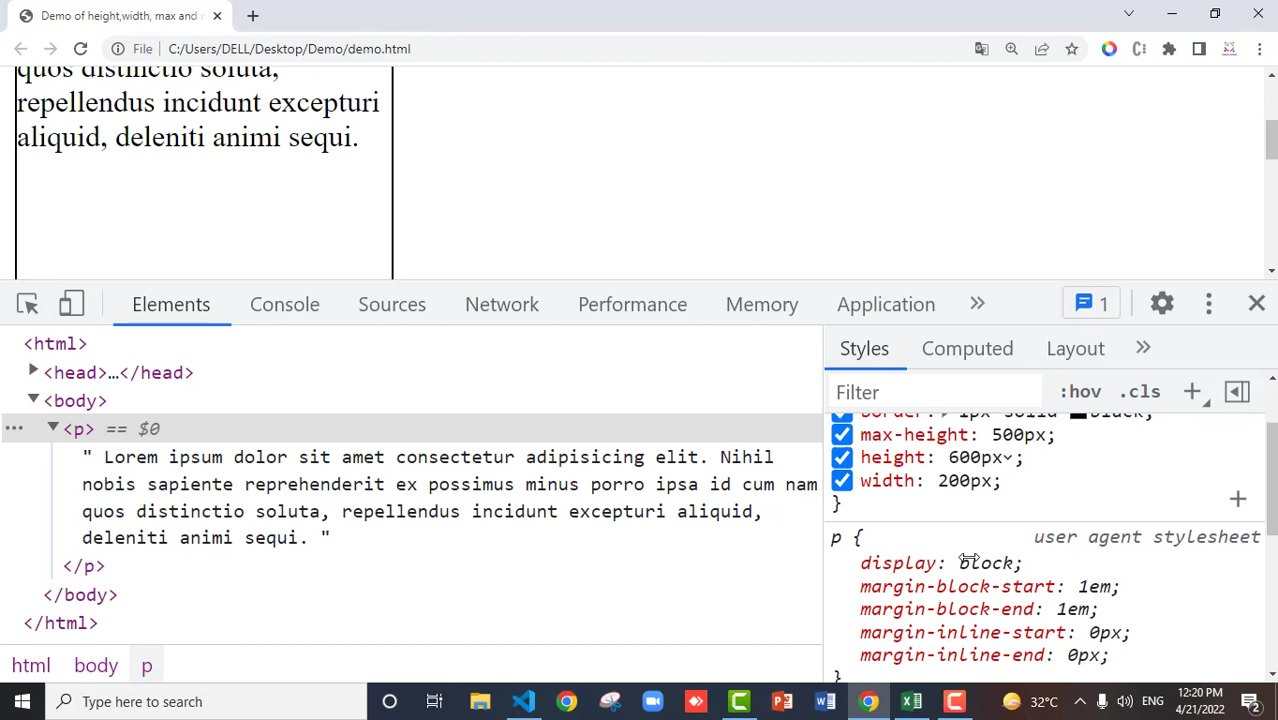 Demo of height,width, max and
File C:/Users/DELL/Desktop/Demo/demo.html
quos distinctio soluta,
repellendus incidunt excepturi
aliquid, deleniti animi sequi.
Elements Console Sources Network Performance Memory Application » 1
<html>
<head>…</head>
<body>
<p> == $0
" Lorem ipsum dolor sit amet consectetur adipisicing elit. Nihil
nobis sapiente reprehenderit ex possimus minus porro ipsa id cum nam
quos distinctio soluta, repellendus incidunt excepturi aliquid,
deleniti animi sequi. "
</p>
</body>
</html>
html body p
Styles Computed Layout »
Filter :hov .cls
border: 1px solid black;
max-height: 500px;
height: 600px;
width: 200px;
}
p { user agent stylesheet
display: block;
margin-block-start: 1em;
margin-block-end: 1em;
margin-inline-start: 0px;
margin-inline-end: 0px;
}
Type here to search 32°C ENG 12:20 PM 4/21/2022 2